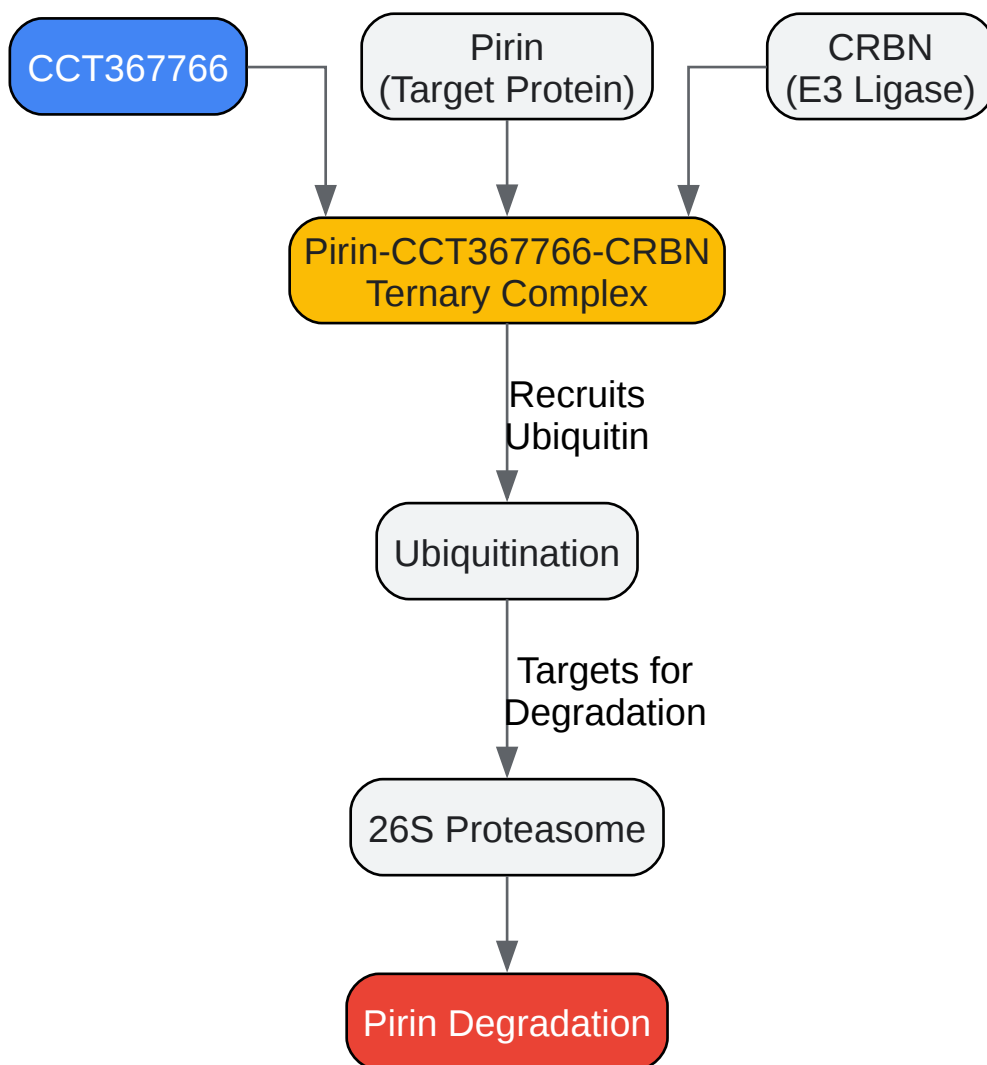 CCT367766
Pirin
(Target Protein)
CRBN
(E3 Ligase)
Pirin-CCT367766-CRBN
Ternary Complex
Recruits
Ubiquitin
Ubiquitination
Targets for
Degradation
26S Proteasome
Pirin Degradation